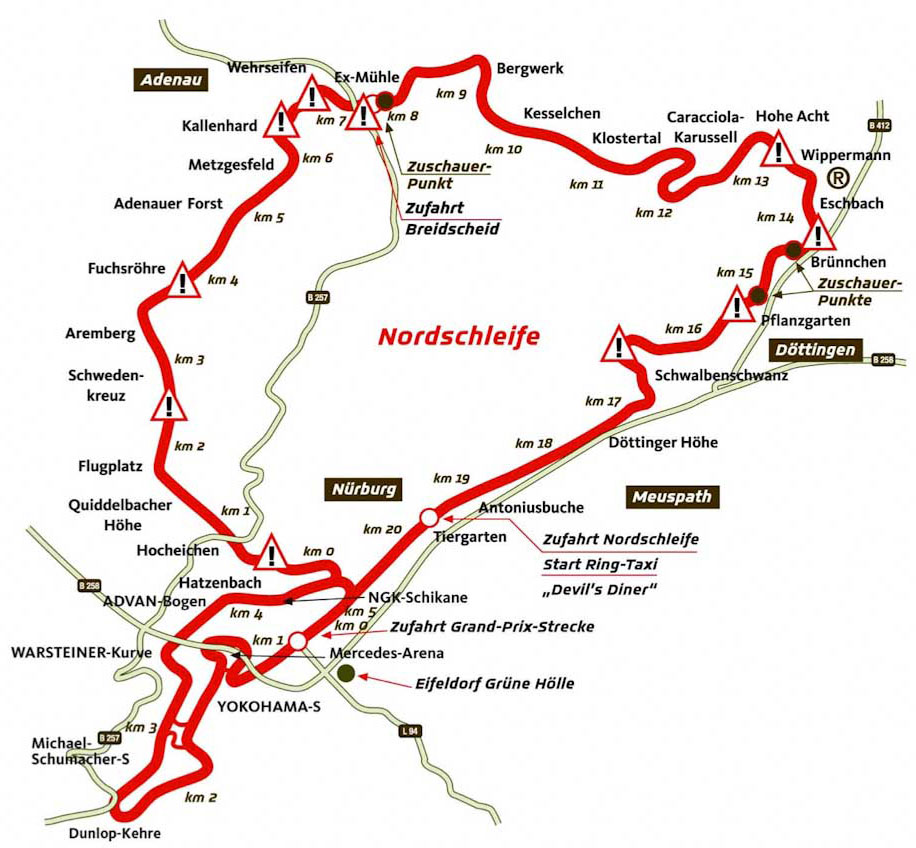 Wehrseifen
Ex-Mühle
Adenau
Bergwerk
km 9
km 8
km 7
Kesselchen
Kallenhard
Caracciola-
Karussell
Hohe Acht
B 412
Klostertal
km 10
Wippermann
Metzgesfeld
km 6
Zuschauer-
Punkt
R
km 11
km 13
Eschbach
Adenauer Forst
km 5
Zufahrt
Breidscheid
km 12
km 14
Brünnchen
Fuchsröhre
km 4
km 15
Zuschauer-
Punkte
B 257
Pflanzgarten
km 16
Aremberg
Nordschleife
Döttingen
km 3
B 258
Schweden-
kreuz
Schwalbenschwanz
km 17
km 2
km 18
Döttinger Höhe
Flugplatz
km 19
Nürburg
Meuspath
Quiddelbacher
Höhe
km 1
Antoniusbuche
km 20
Tiergarten
Zufahrt Nordschleife
Start Ring-Taxi
„Devil's Diner“
Hocheichen
km 0
Hatzenbach
B 258
ADVAN-Bogen
NGK-Schikane
km 4
km 5
km 0
Zufahrt Grand-Prix-Strecke
km 1
WARSTEINER-Kurve
Mercedes-Arena
Eifeldorf Grüne Hölle
YOKOHAMA-S
km 3
L 94
B 257
Michael-
Schumacher-S
km 2
Dunlop-Kehre
! ! ! ! ! ! ! ! ! !